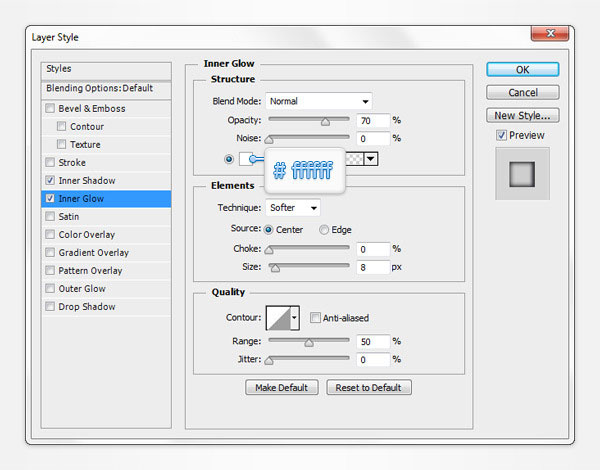 Layer Style
Styles
Blending Options:Default
Bevel & Emboss
Contour
Texture
Stroke
Inner Shadow
Inner Glow
Satin
Color Overlay
Gradient Overlay
Pattern Overlay
Outer Glow
Drop Shadow
Inner Glow
Structure
Blend Mode: Normal
Opacity: 70 %
Noise: 0 %
# ffffff
Elements
Technique: Softer
Source: Center Edge
Choke: 0 %
Size: 8 px
Quality
Contour: Anti-aliased
Range: 50 %
Jitter: 0 %
Make Default Reset to Default
OK
Cancel
New Style...
Preview